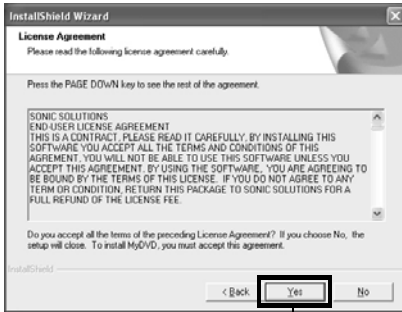 InstallShield Wizard
License Agreement
Please read the following license agreement carefully.
Press the PAGE DOWN key to see the rest of the agreement.
SONIC SOLUTIONS
END-USER LICENSE AGREEMENT
THIS IS A CONTRACT, PLEASE READ IT CAREFULLY, BY INSTALLING THIS
SOFTWARE YOU ACCEPT ALL THE TERMS AND CONDITIONS OF THIS
AGREMENT, YOU WILL NOT BE ABLE TO USE THIS SOFTWARE UNLESS YOU
ACCEPT THIS AGREEMENT. BY USING THE SOFTWARE, YOU ARE AGREEING TO
BE BOUND BY THE TERMS OF THIS LICENSE. IF YOU DO NOT AGREE TO ANY
TERM OR CONDITION, RETURN THIS PACKAGE TO SONIC SOLUTIONS FOR A
FULL REFUND OF THE LICENSE FEE.
Do you accept all the terms of the preceding License Agreement? If you choose No, the
setup will close. To install MyDVD, you must accept this agreement.
InstallShield
< Back Yes No